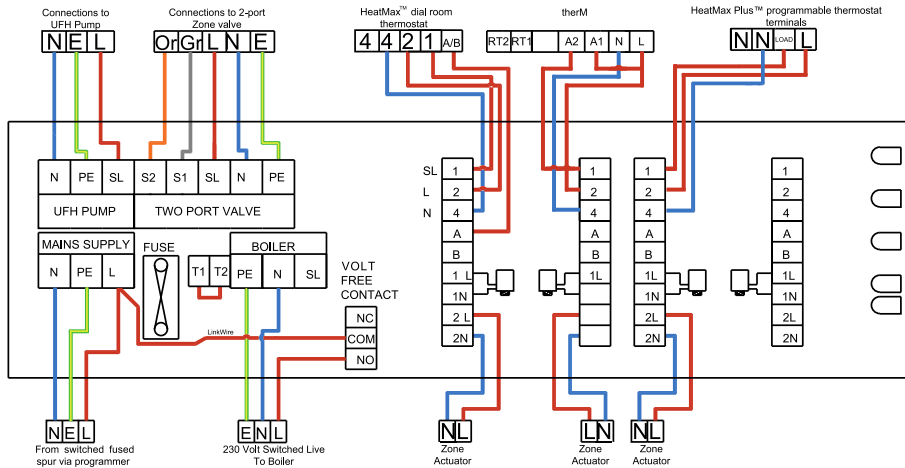 Connections to
UFH Pump
N E L
Connections to 2-port
Zone valve
Or Gr L N E
HeatMax™ dial room
thermostat
4 4 2 1 A/B
therM
RT2 RT1 A2 A1 N L
HeatMax Plus™ programmable thermostat
terminals
N N LOAD L
N PE SL S2 S1 SL N PE
UFH PUMP TWO PORT VALVE
MAINS SUPPLY
N PE L
FUSE
T1 T2
BOILER
PE N SL
VOLT
FREE
CONTACT
NC
COM
NO
LinkWire
SL 1
L 2
N 4
A
B
1 L
1N
2 L
2N
1
2
4
A
B
1L
1
2
4
A
B
1L
1N
2L
2N
1
2
4
A
B
1L
1N
2L
2N
N E L
From switched fused
spur via programmer
E N L
230 Volt Switched Live
To Boiler
N L
Zone
Actuator
L N
Zone
Actuator
N L
Zone
Actuator